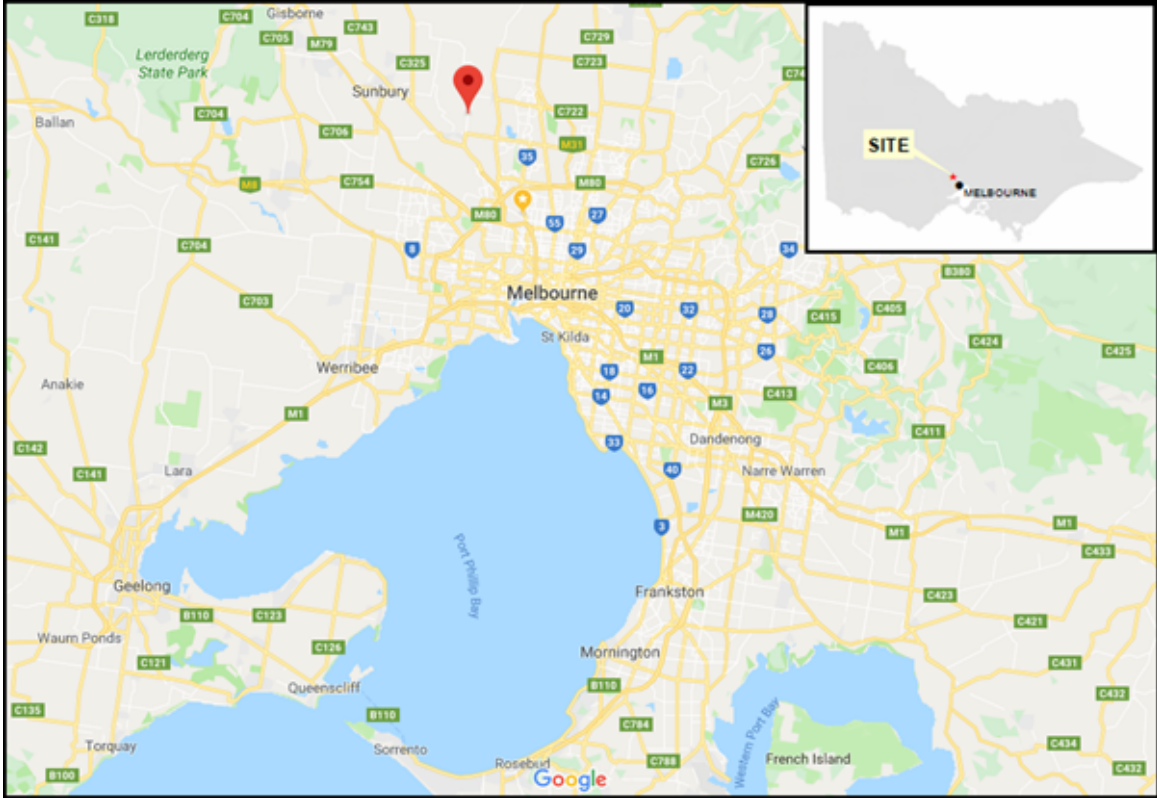 C318
C704
Gisborne
C743
C705
M79
C729
Lerderderg
State Park
C325
C723
Sunbury
C704
C722
Ballan
C706
M31
35
C726
C754
M8
M80
SITE
MELBOURNE
M80
27
55
C141
C704
8
29
34
B380
C703
Melbourne
20
32
28
C415
C405
St Kilda
C424
C425
M1
26
Werribee
18
22
C406
Anakie
14
16
C413
M1
M3
C142
33
Dandenong
C411
Lara
C141
40
Narre Warren
M420
3
M1
M1
C433
Port Phillip Bay
Geelong
Frankston
C423
B110
C123
C421
Waurn Ponds
C126
Mornington
C121
C431
Queenscliff
B110
C432
C135
B110
C784
Torquay
Sorrento
Western Port Bay
C434
B100
Rosebud
C788
French Island
C432
Google